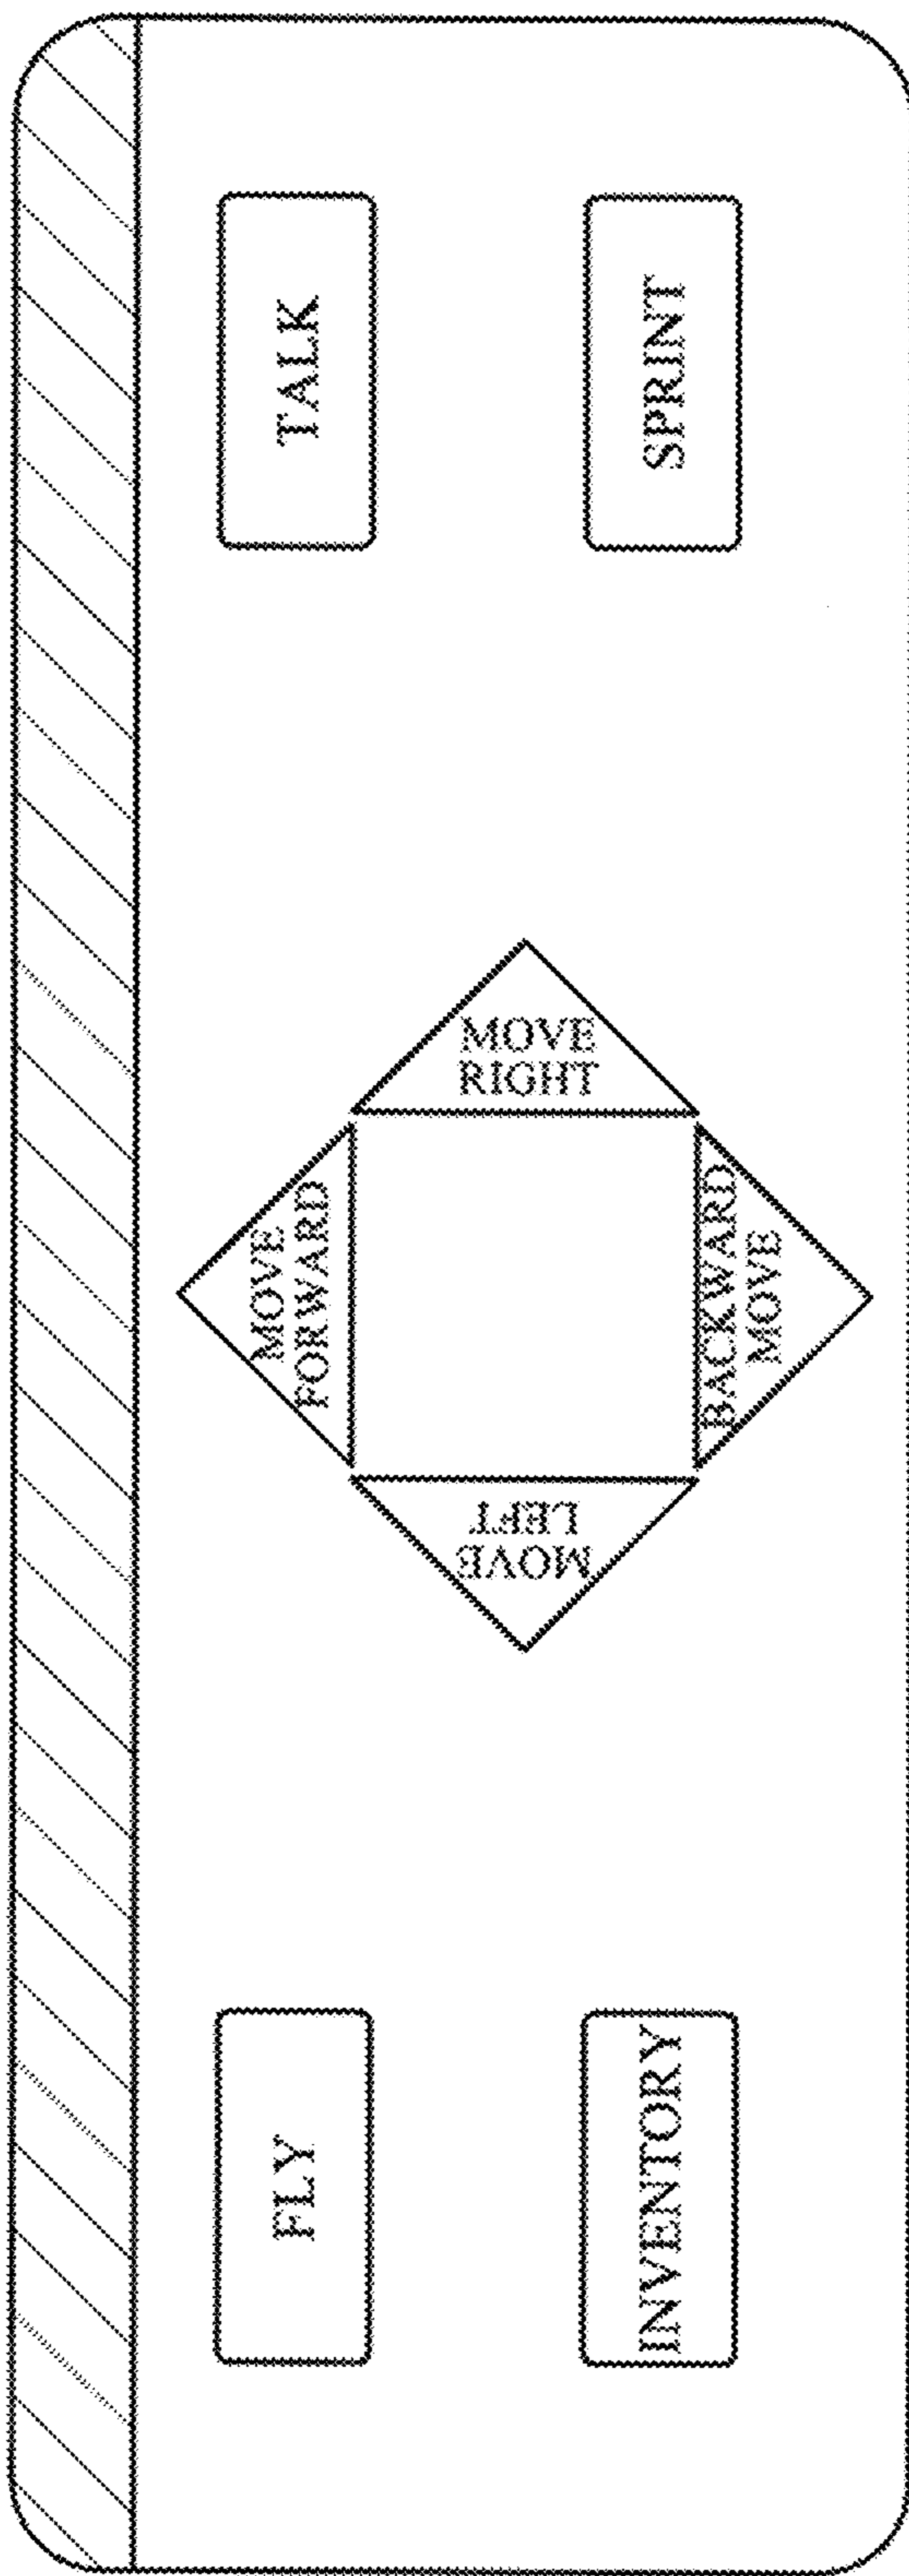 FLY
TALK
MOVE
FORWARD
MOVE
LEFT
MOVE
RIGHT
BACKWARD
MOVE
INVENTORY
SPRINT